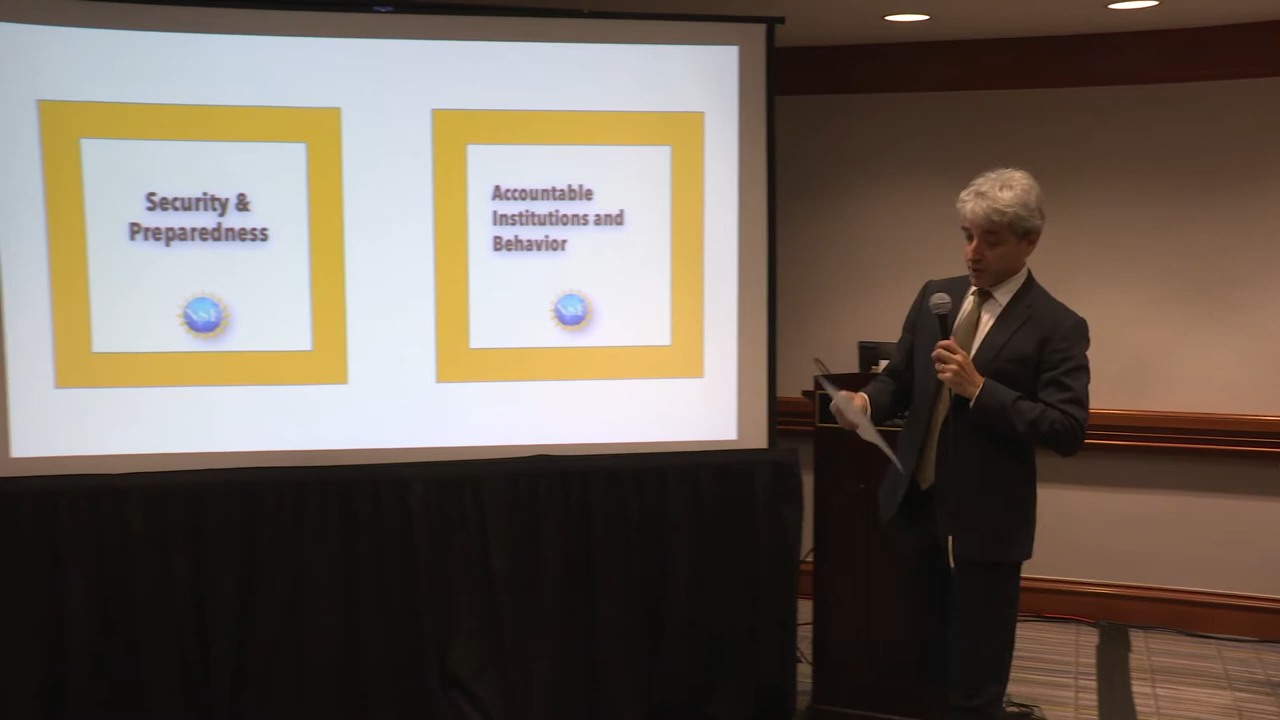 Security &
Preparedness
NSF
Accountable
Institutions and
Behavior
NSF